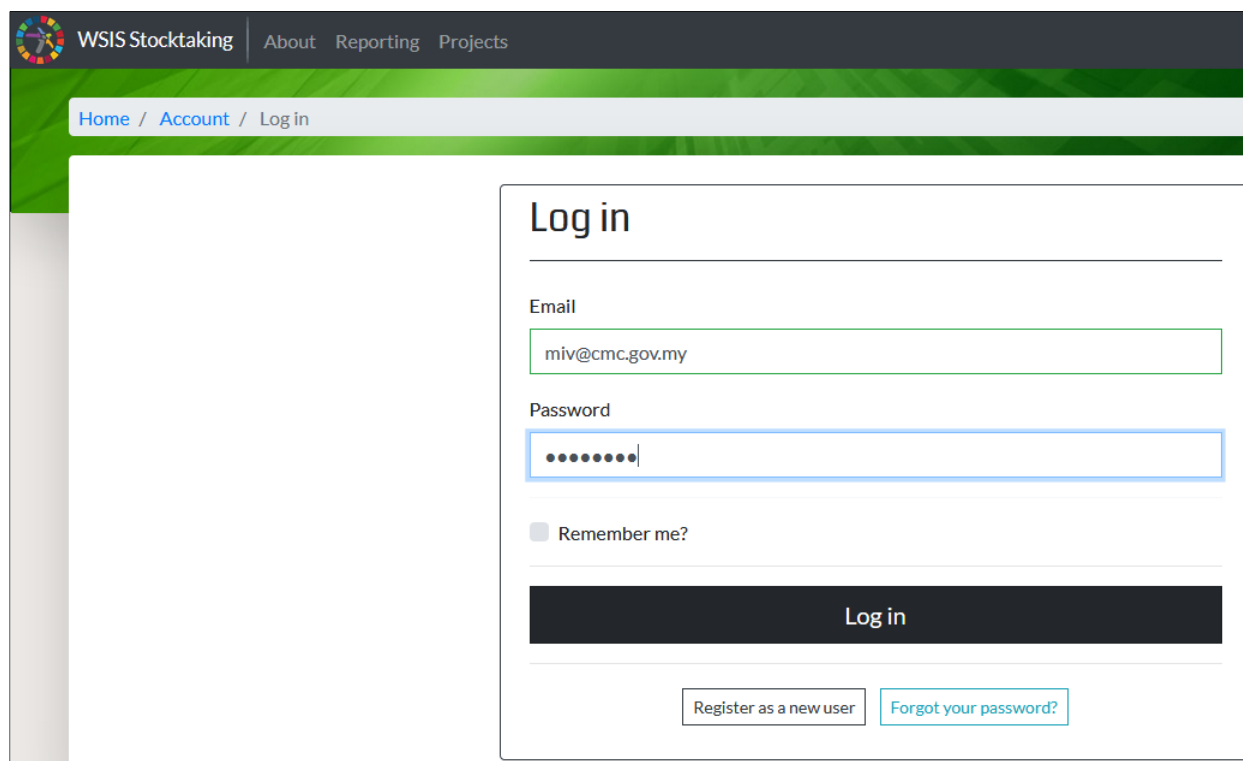 WSIS Stocktaking About Reporting Projects
Home / Account / Log in
Log in
Email
miv@cmc.gov.my
Password
••••••••
Remember me?
Log in
Register as a new user Forgot your password?